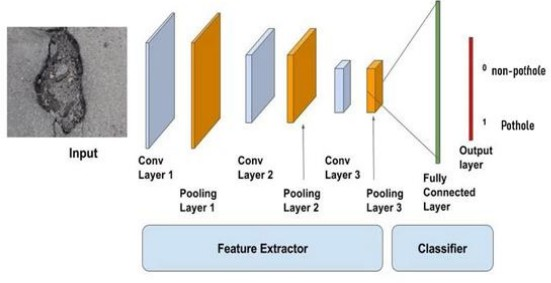 Input
Conv
Layer 1
Pooling
Layer 1
Conv
Layer 2
Pooling
Layer 2
Conv
Layer 3
Pooling
Layer 3
Fully
Connected
Layer
Output
layer
0 non-pothole
1 Pothole
Feature Extractor
Classifier